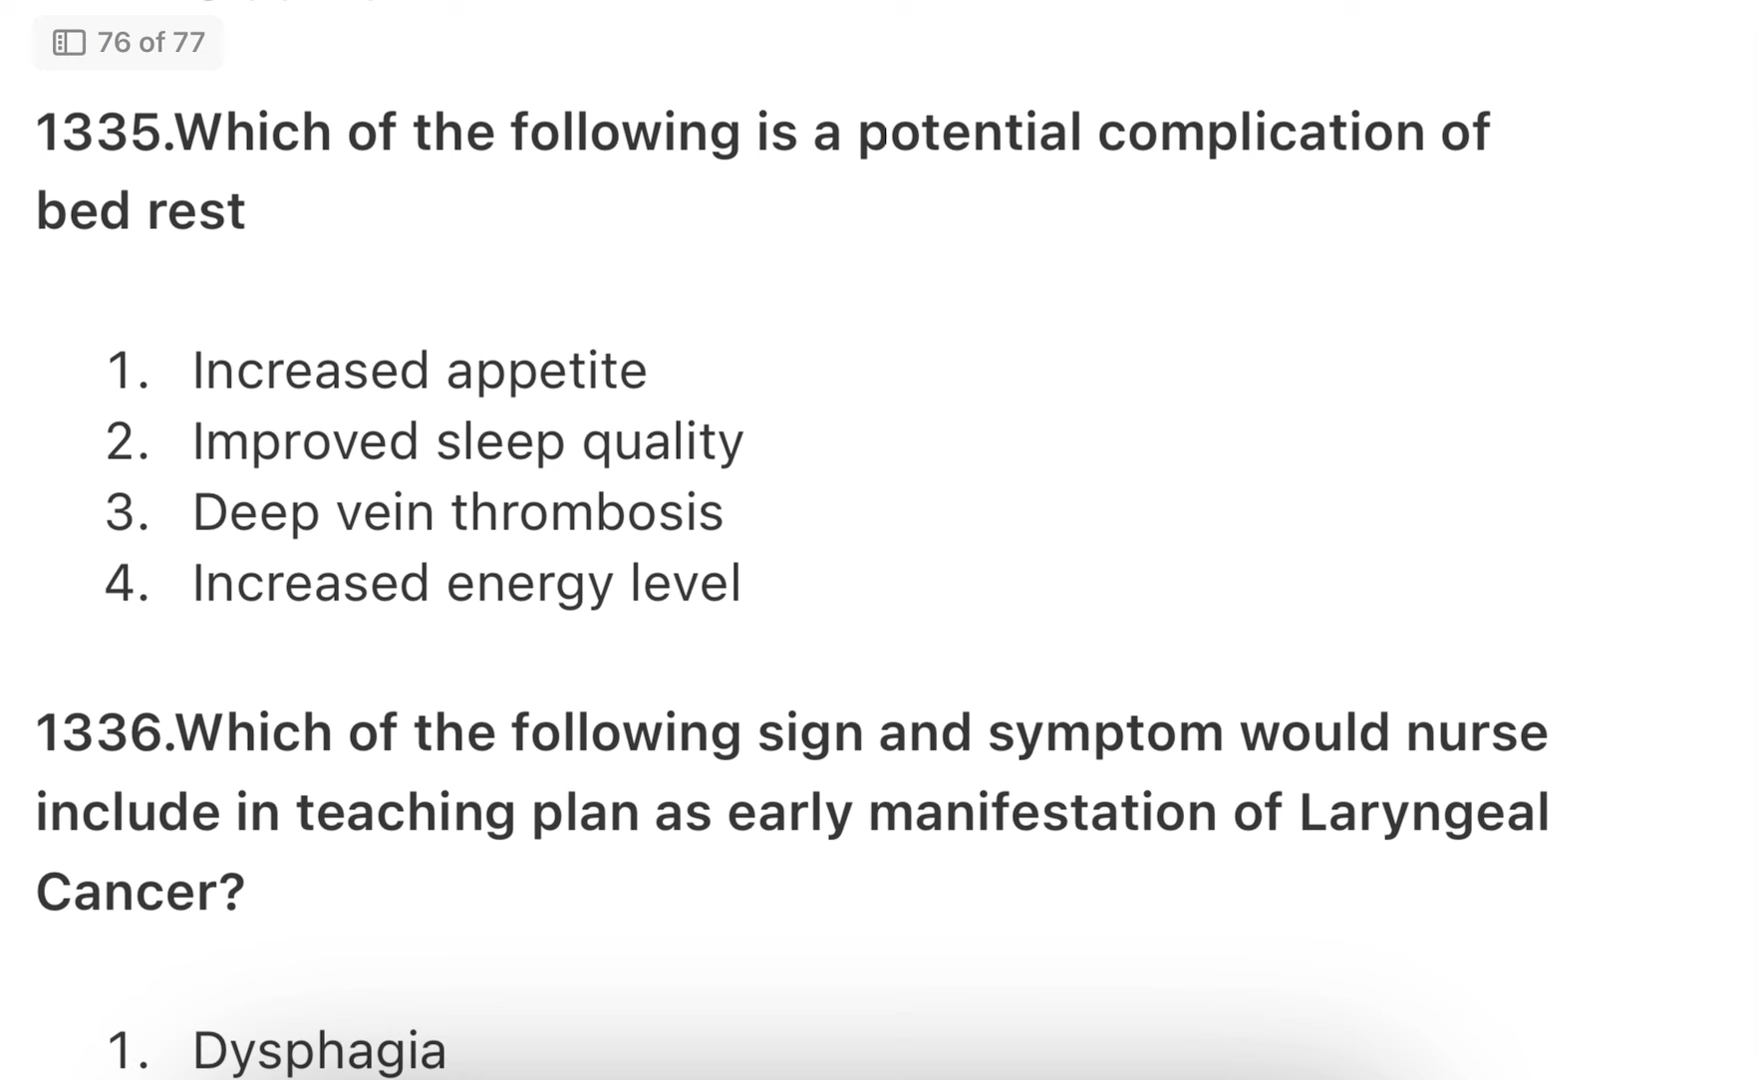 76 of 77
1335.Which of the following is a potential complication of
bed rest
1. Increased appetite
2. Improved sleep quality
3. Deep vein thrombosis
4. Increased energy level
1336.Which of the following sign and symptom would nurse
include in teaching plan as early manifestation of Laryngeal
Cancer?
1. Dysphagia